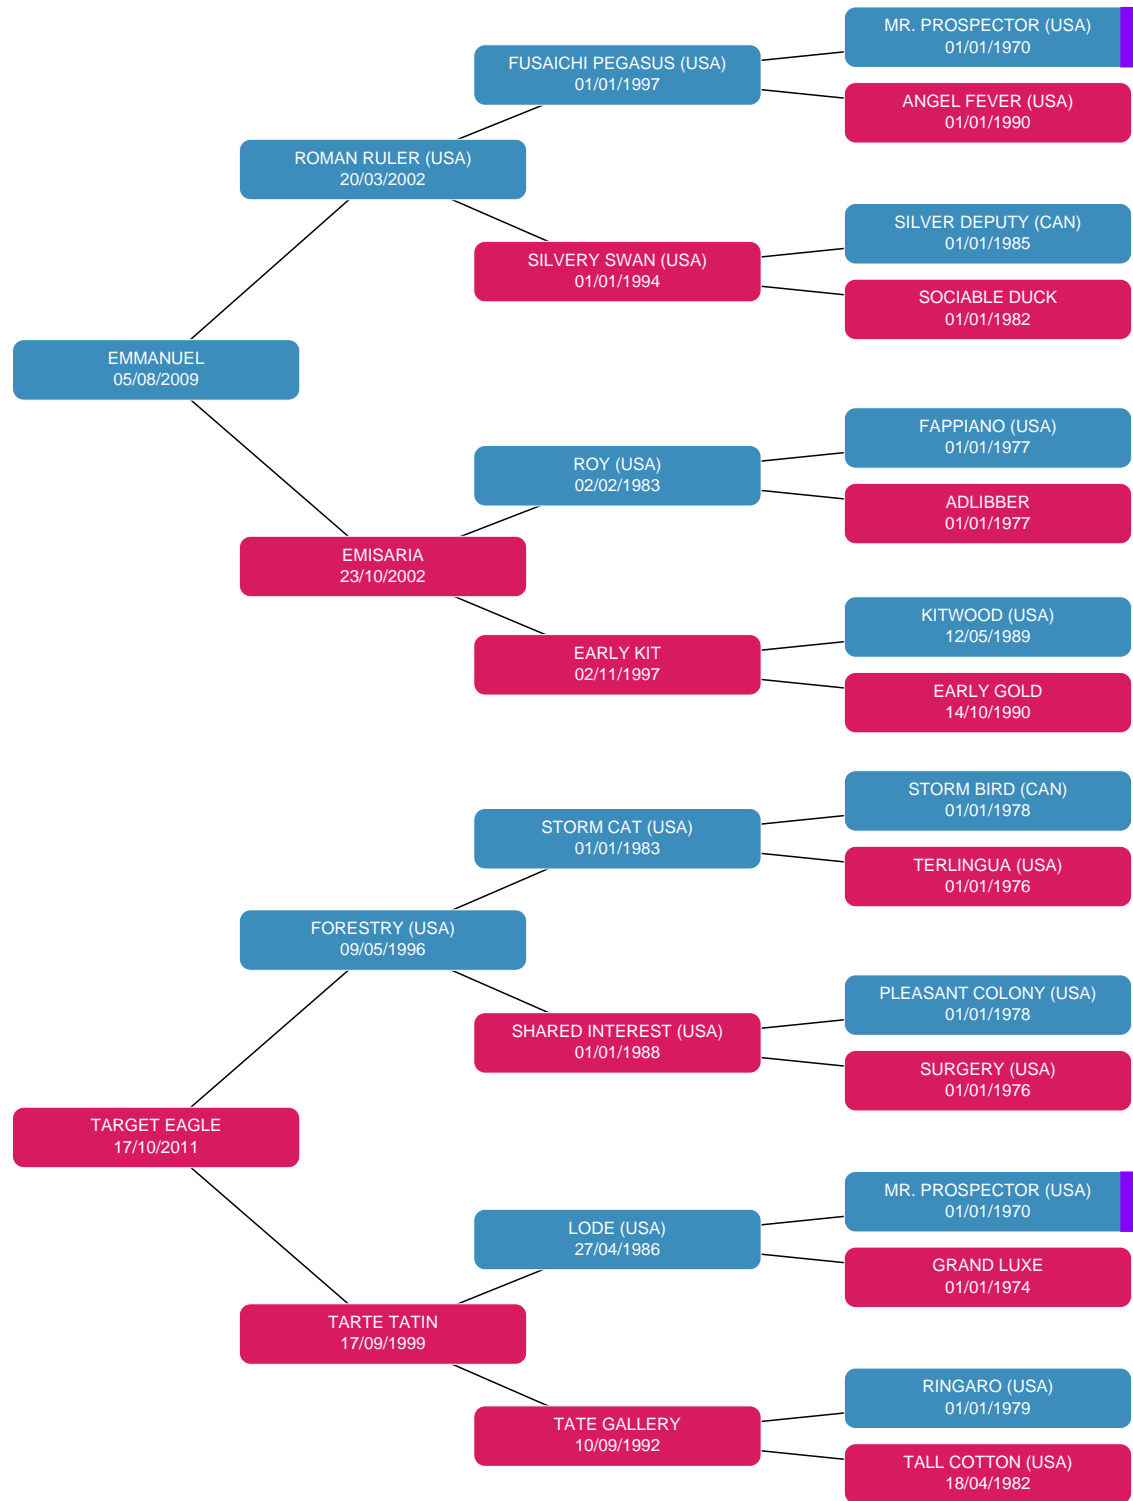 MR. PROSPECTOR (USA)
01/01/1970
FUSAICHI PEGASUS (USA)
01/01/1997
ANGEL FEVER (USA)
01/01/1990
ROMAN RULER (USA)
20/03/2002
SILVER DEPUTY (CAN)
01/01/1985
SILVERY SWAN (USA)
01/01/1994
SOCIABLE DUCK
01/01/1982
EMMANUEL
05/08/2009
FAPPIANO (USA)
01/01/1977
ROY (USA)
02/02/1983
ADLIBBER
01/01/1977
EMISARIA
23/10/2002
KITWOOD (USA)
12/05/1989
EARLY KIT
02/11/1997
EARLY GOLD
14/10/1990
STORM BIRD (CAN)
01/01/1978
STORM CAT (USA)
01/01/1983
TERLINGUA (USA)
01/01/1976
FORESTRY (USA)
09/05/1996
PLEASANT COLONY (USA)
01/01/1978
SHARED INTEREST (USA)
01/01/1988
SURGERY (USA)
01/01/1976
TARGET EAGLE
17/10/2011
MR. PROSPECTOR (USA)
01/01/1970
LODE (USA)
27/04/1986
GRAND LUXE
01/01/1974
TARTE TATIN
17/09/1999
RINGARO (USA)
01/01/1979
TATE GALLERY
10/09/1992
TALL COTTON (USA)
18/04/1982